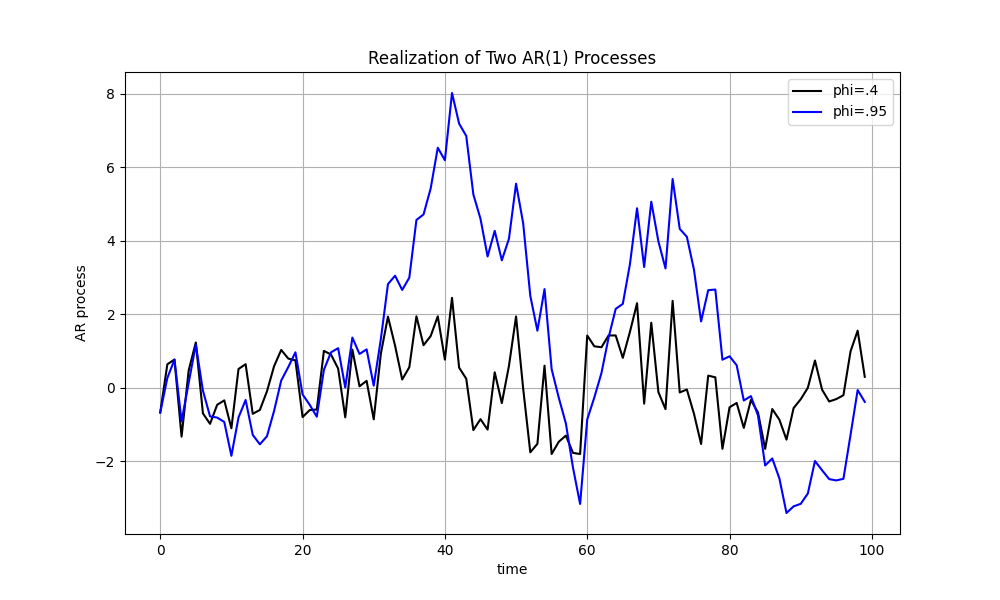 Realization of Two AR(1) Processes
phi=.4
phi=.95
8
6
4
2
0
−2
AR process
0 20 40 60 80 100
time